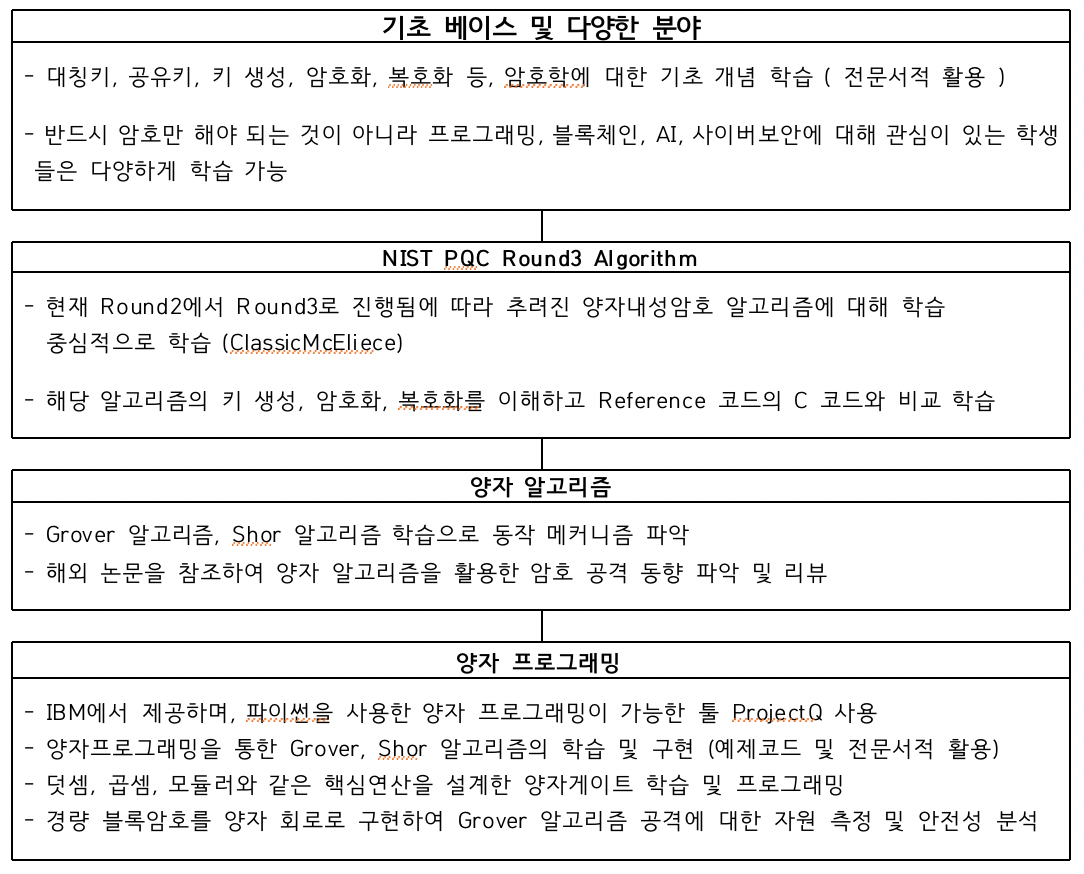 기초 베이스 및 다양한 분야
- 대칭키, 공유키, 키 생성, 암호화, 복호화 등, 암호학에 대한 기초 개념 학습 ( 전문서적 활용 )
- 반드시 암호만 해야 되는 것이 아니라 프로그래밍, 블록체인, AI, 사이버보안에 대해 관심이 있는 학생
들은 다양하게 학습 가능
NIST PQC Round3 Algorithm
- 현재 Round2에서 Round3로 진행됨에 따라 추려진 양자내성암호 알고리즘에 대해 학습
중심적으로 학습 (ClassicMcEliece)
- 해당 알고리즘의 키 생성, 암호화, 복호화를 이해하고 Reference 코드의 C 코드와 비교 학습
양자 알고리즘
- Grover 알고리즘, Shor 알고리즘 학습으로 동작 메커니즘 파악
- 해외 논문을 참조하여 양자 알고리즘을 활용한 암호 공격 동향 파악 및 리뷰
양자 프로그래밍
- IBM에서 제공하며, 파이썬을 사용한 양자 프로그래밍이 가능한 툴 ProjectQ 사용
- 양자프로그래밍을 통한 Grover, Shor 알고리즘의 학습 및 구현 (예제코드 및 전문서적 활용)
- 덧셈, 곱셈, 모듈러와 같은 핵심연산을 설계한 양자게이트 학습 및 프로그래밍
- 경량 블록암호를 양자 회로로 구현하여 Grover 알고리즘 공격에 대한 자원 측정 및 안전성 분석